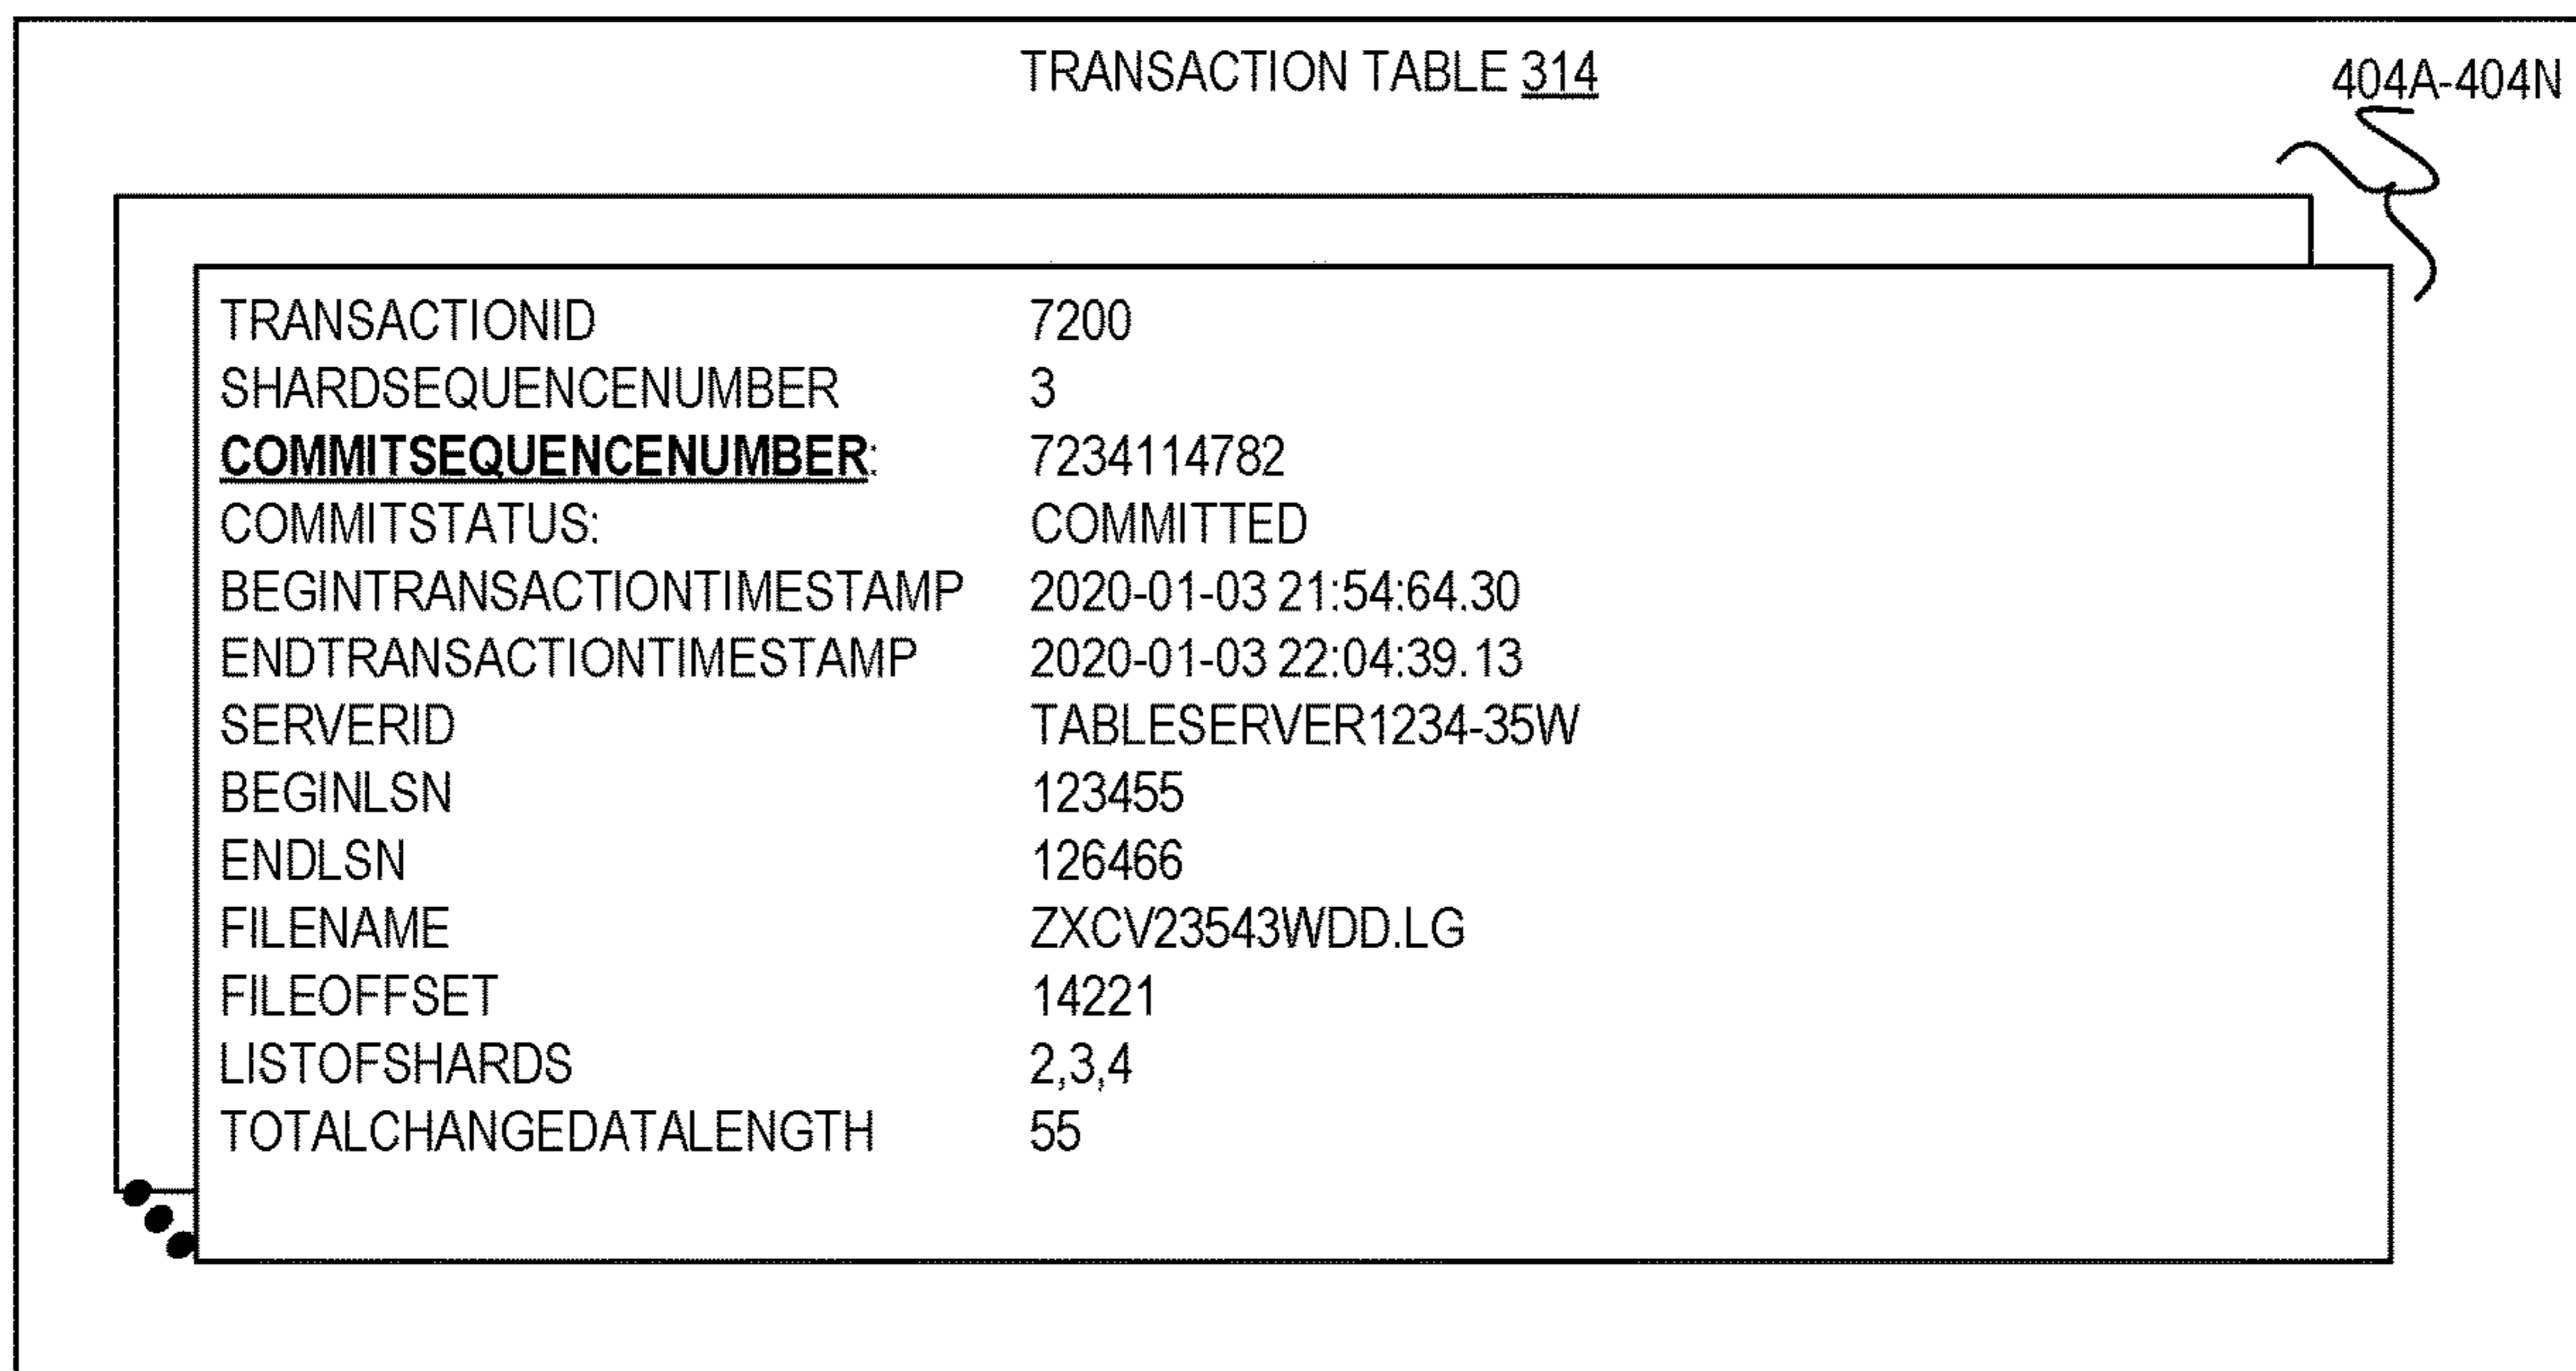 TRANSACTION TABLE 314
404A-404N
TRANSACTIONID 7200
SHARDSEQUENCENUMBER 3
COMMITSEQUENCENUMBER: 7234114782
COMMITSTATUS: COMMITTED
BEGINTRANSACTIONTIMESTAMP 2020-01-03 21:54:64.30
ENDTRANSACTIONTIMESTAMP 2020-01-03 22:04:39.13
SERVERID TABLESERVER1234-35W
BEGINLSN 123455
ENDLSN 126466
FILENAME ZXCV23543WDD.LG
FILEOFFSET 14221
LISTOFSHARDS 2,3,4
TOTALCHANGEDATALENGTH 55